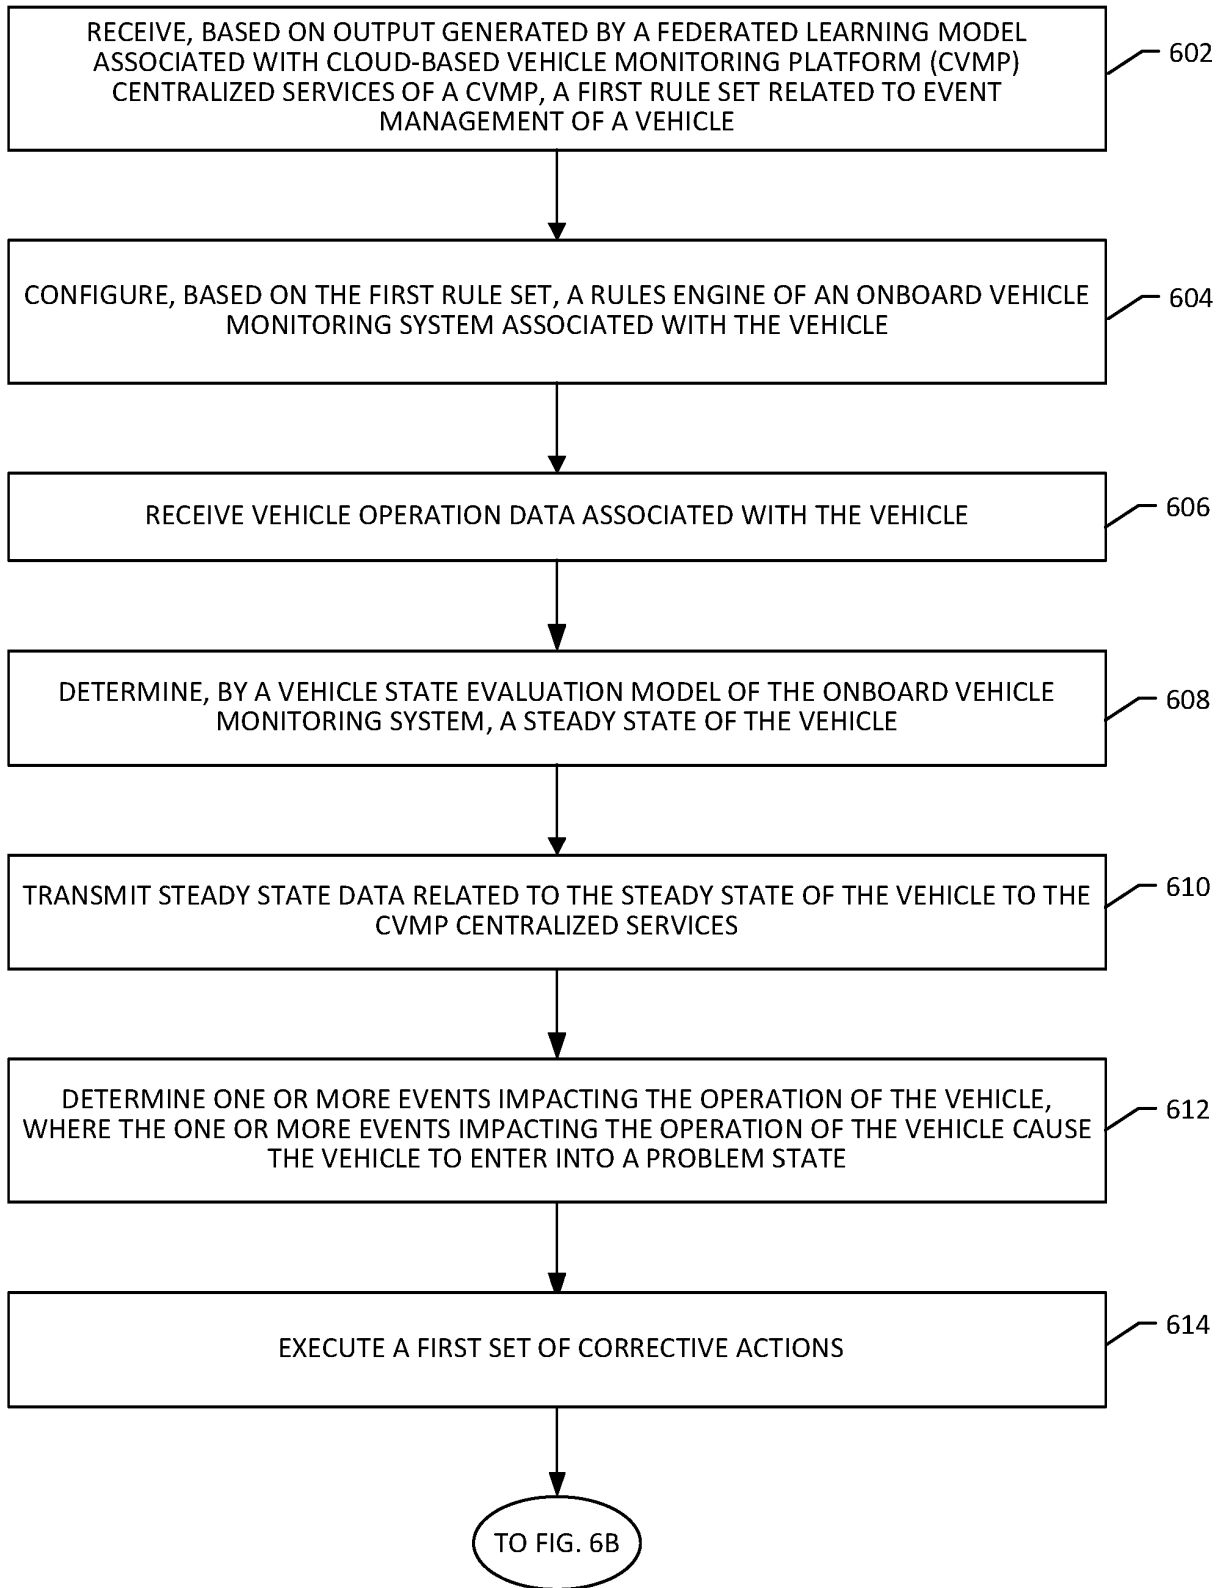 RECEIVE, BASED ON OUTPUT GENERATED BY A FEDERATED LEARNING MODEL
ASSOCIATED WITH CLOUD-BASED VEHICLE MONITORING PLATFORM (CVMP)
CENTRALIZED SERVICES OF A CVMP, A FIRST RULE SET RELATED TO EVENT
MANAGEMENT OF A VEHICLE
602
CONFIGURE, BASED ON THE FIRST RULE SET, A RULES ENGINE OF AN ONBOARD VEHICLE
MONITORING SYSTEM ASSOCIATED WITH THE VEHICLE
604
RECEIVE VEHICLE OPERATION DATA ASSOCIATED WITH THE VEHICLE
606
DETERMINE, BY A VEHICLE STATE EVALUATION MODEL OF THE ONBOARD VEHICLE
MONITORING SYSTEM, A STEADY STATE OF THE VEHICLE
608
TRANSMIT STEADY STATE DATA RELATED TO THE STEADY STATE OF THE VEHICLE TO THE
CVMP CENTRALIZED SERVICES
610
DETERMINE ONE OR MORE EVENTS IMPACTING THE OPERATION OF THE VEHICLE,
WHERE THE ONE OR MORE EVENTS IMPACTING THE OPERATION OF THE VEHICLE CAUSE
THE VEHICLE TO ENTER INTO A PROBLEM STATE
612
EXECUTE A FIRST SET OF CORRECTIVE ACTIONS
614
TO FIG. 6B